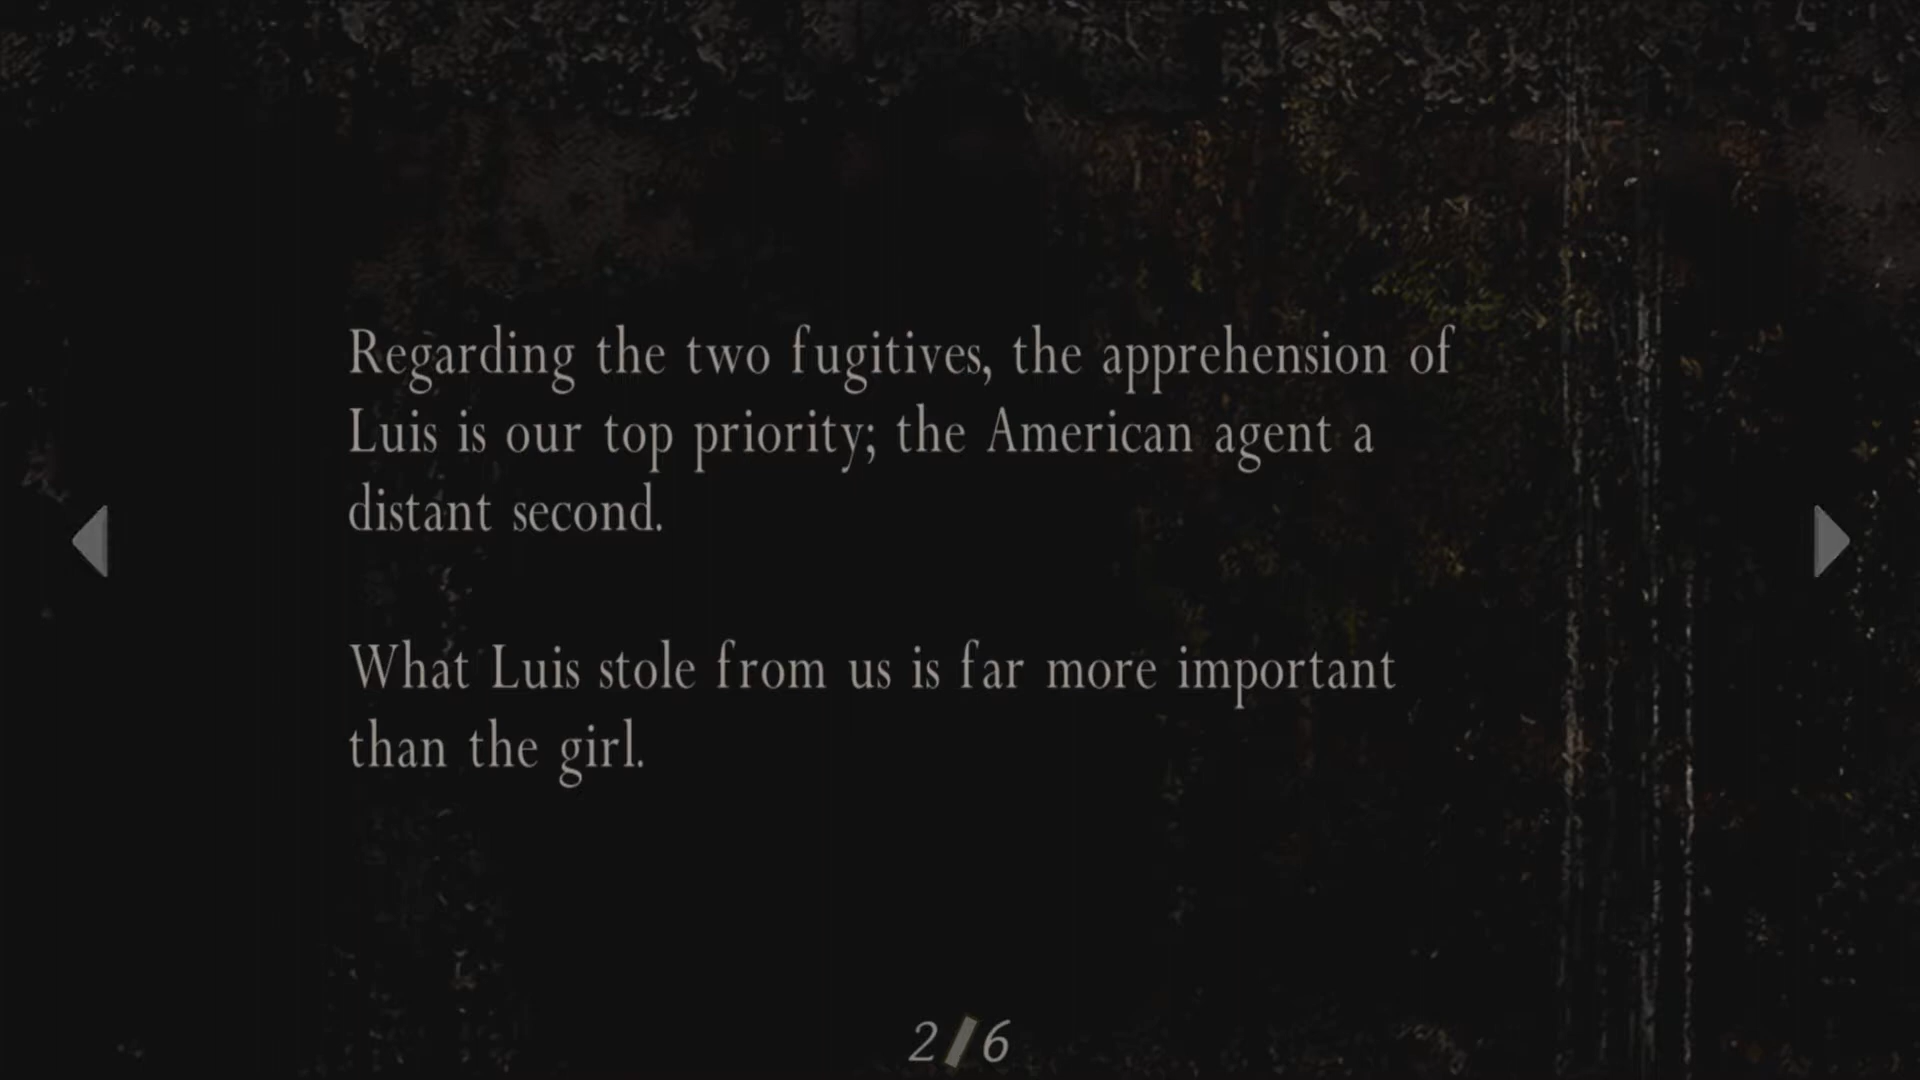 Regarding the two fugitives, the apprehension of
Luis is our top priority; the American agent a
distant second.
What Luis stole from us is far more important
than the girl.
2/6